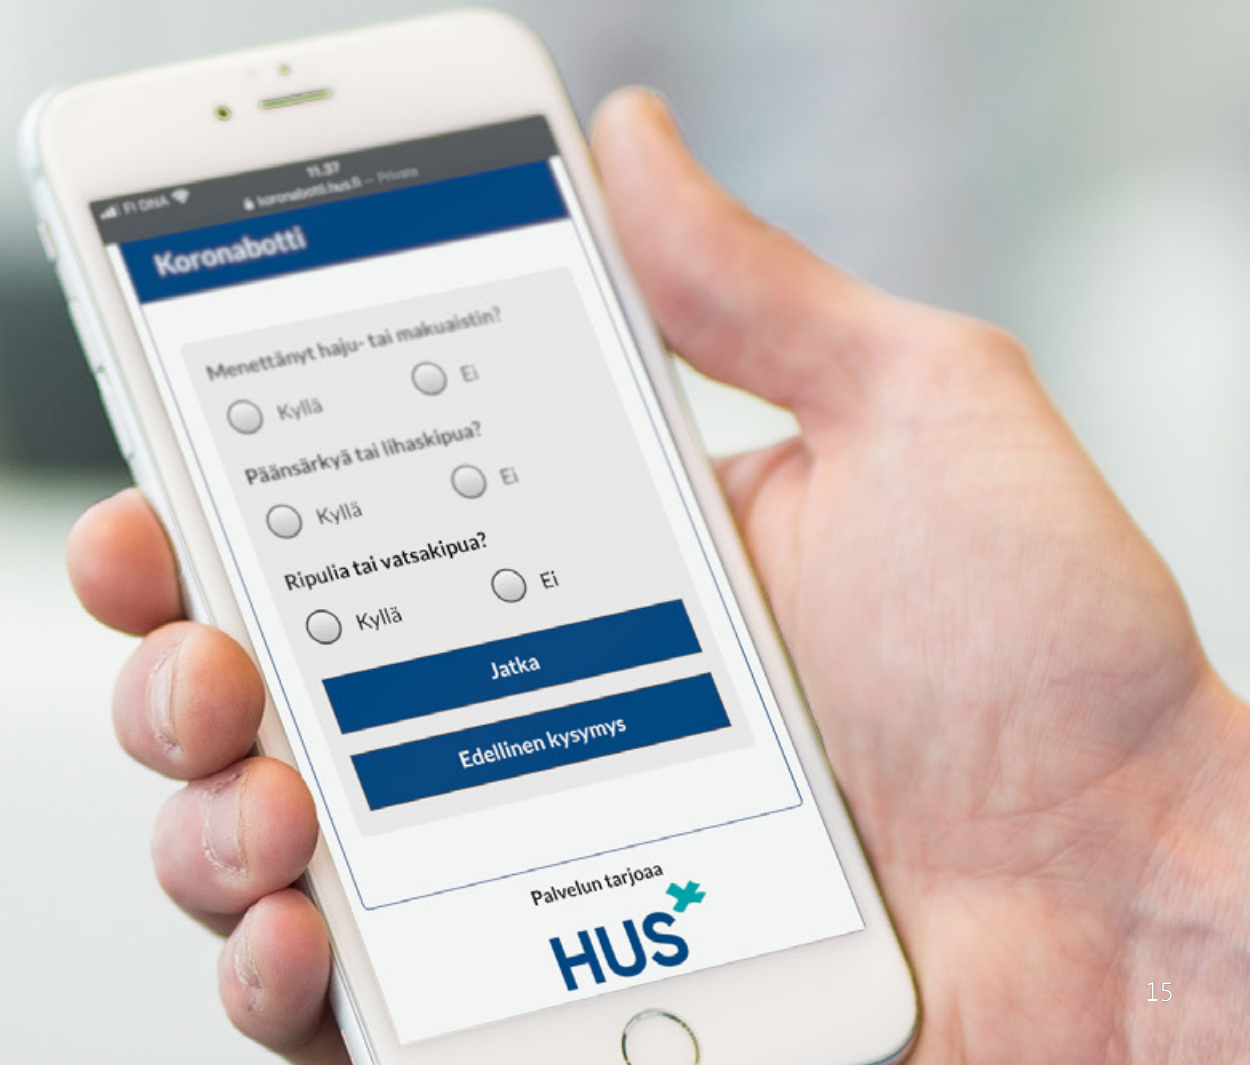 FI DNA
11.37
koronabotti.hus.fi — Private
Koronabotti
Menettänyt haju- tai makuaistin?
Kyllä Ei
Päänsärkyä tai lihaskipua?
Kyllä Ei
Ripulia tai vatsakipua?
Kyllä Ei
Jatka
Edellinen kysymys
Palvelun tarjoaa
HUS
15